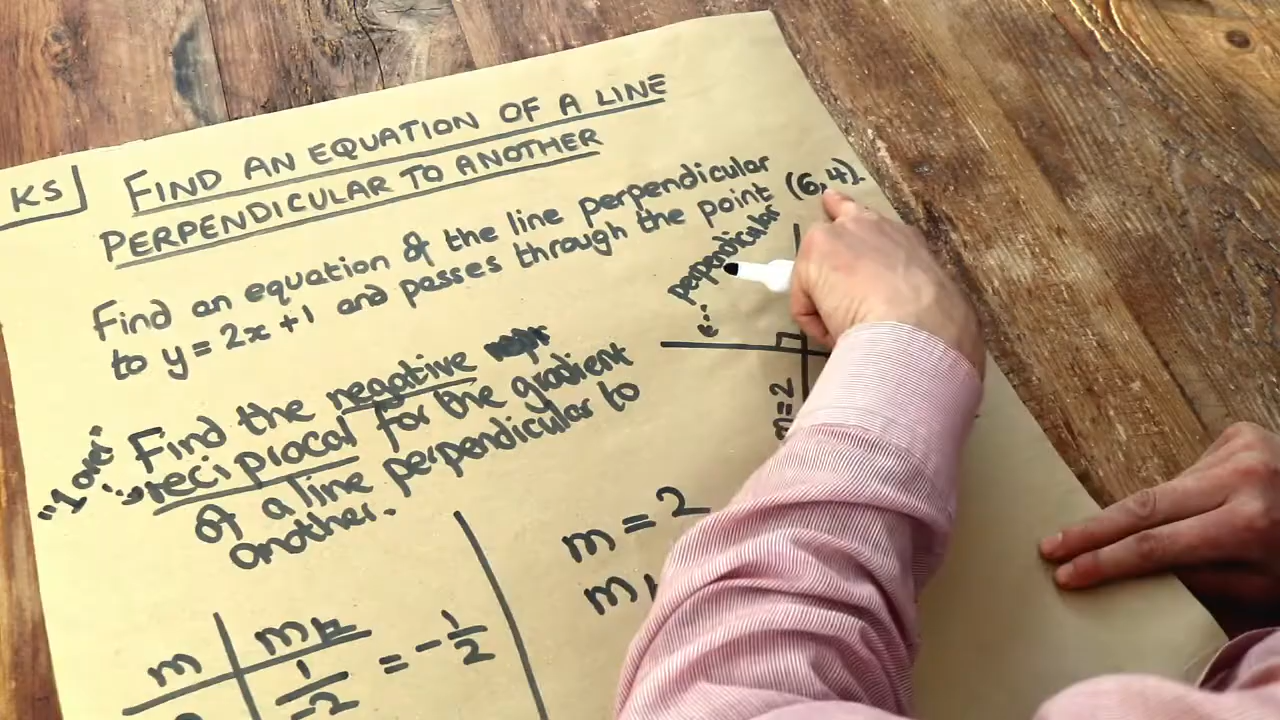 KS
FIND AN EQUATION OF A LINE
PERPENDICULAR TO ANOTHER
Find an equation of the line perpendicular
to y = 2x + 1 and passes through the point (6,4).
perpendicular
m = 2
Find the negative
"1 over"
reciprocal for the gradient
of a line perpendicular to
another.
m = 2
m
m m⊥
1/-2 = -1/2